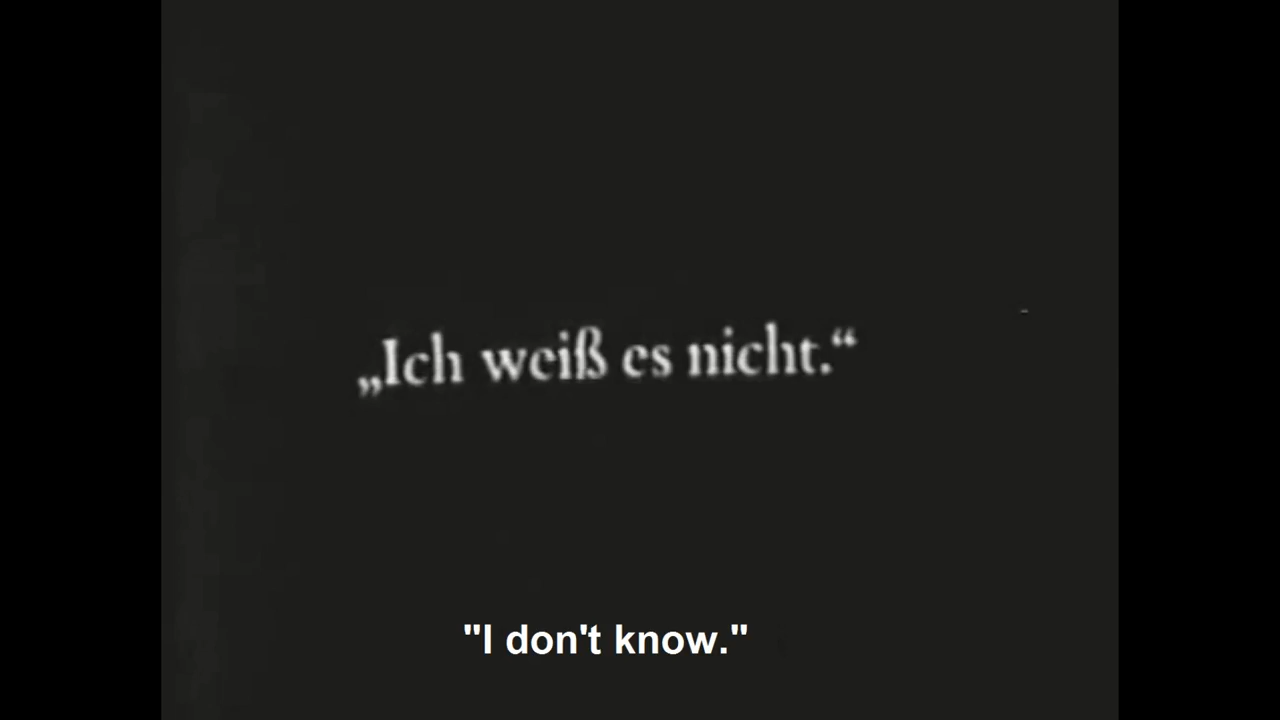 „Ich weiß es nicht.“
"I don't know."